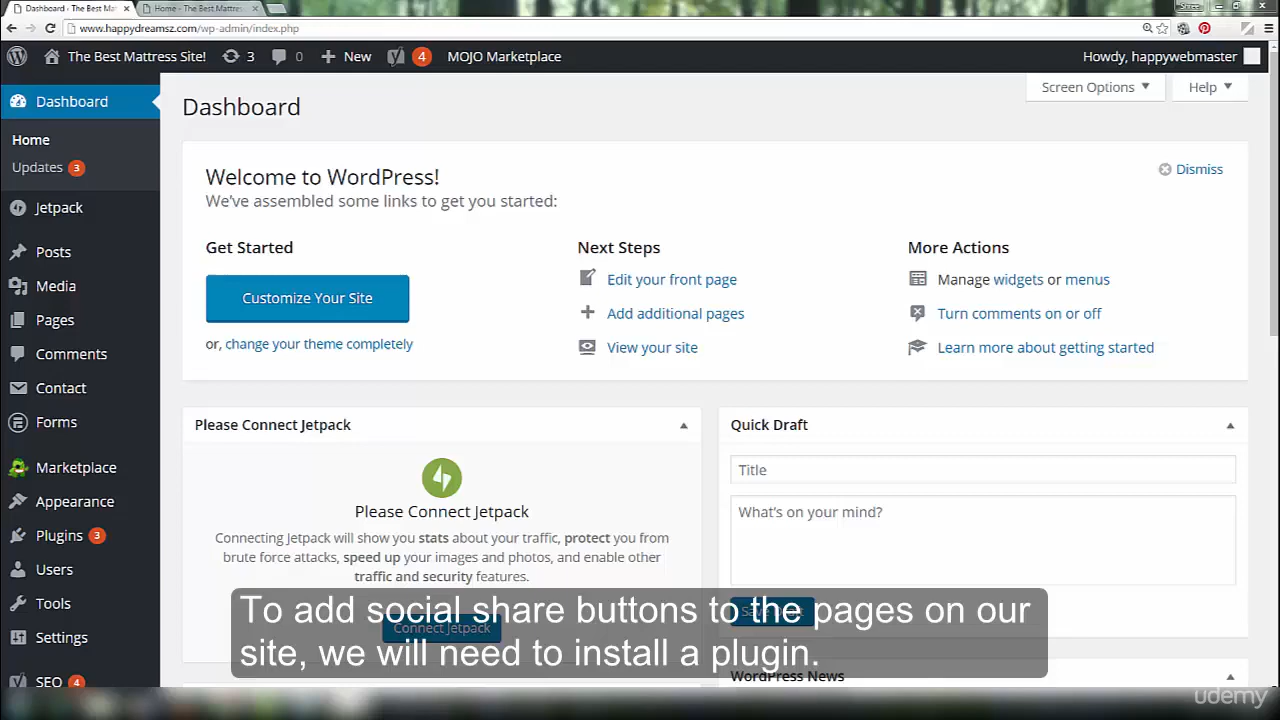 Dashboard ‹ The Best Mat
Home - The Best Mattress
www.happydreamsz.com/wp-admin/index.php
The Best Mattress Site!
3
0
New
4
MOJO Marketplace
Howdy, happywebmaster
Dashboard
Home
Updates 3
Jetpack
Posts
Media
Pages
Comments
Contact
Forms
Marketplace
Appearance
Plugins 3
Users
Tools
Settings
SEO 4
Dashboard
Screen Options
Help
Welcome to WordPress!
We've assembled some links to get you started:
Dismiss
Get Started
Customize Your Site
or, change your theme completely
Next Steps
Edit your front page
Add additional pages
View your site
More Actions
Manage widgets or menus
Turn comments on or off
Learn more about getting started
Please Connect Jetpack
Please Connect Jetpack
Connecting Jetpack will show you stats about your traffic, protect you from
brute force attacks, speed up your images and photos, and enable other
traffic and security features.
Connect Jetpack
Quick Draft
Title
What's on your mind?
Save Draft
WordPress News
To add social share buttons to the pages on our
site, we will need to install a plugin.
udemy